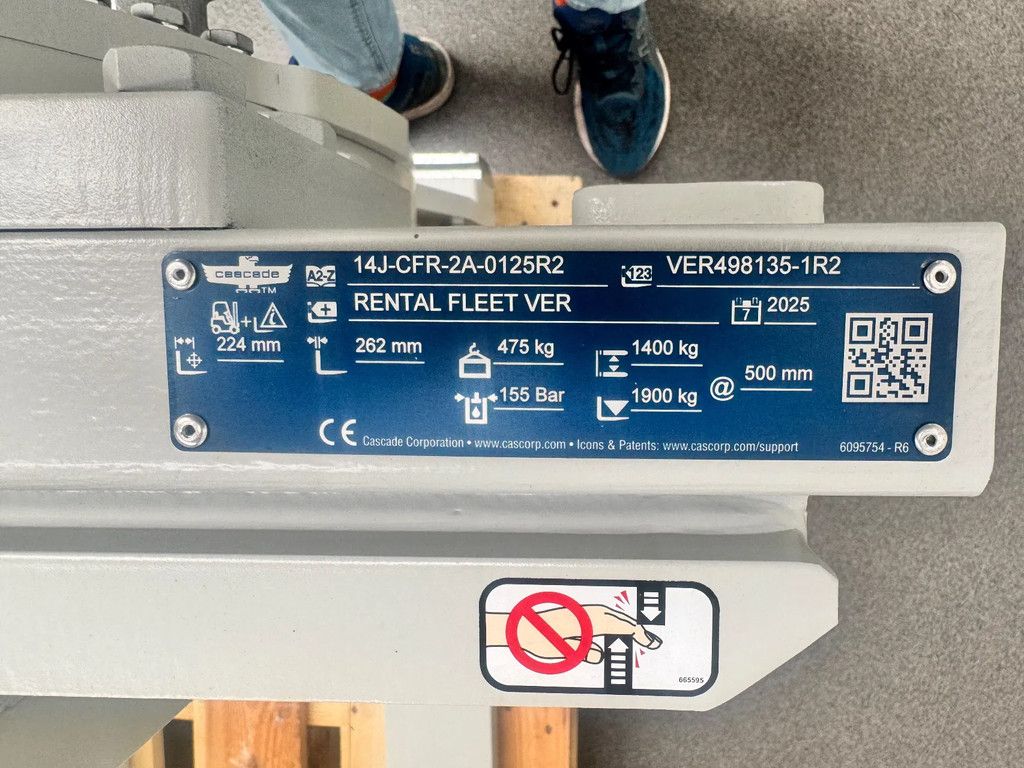 cascade TM A2-Z 14J-CFR-2A-0125R2 123 VER498135-1R2
RENTAL FLEET VER 7 2025
224 mm 262 mm 475 kg 1400 kg
155 Bar 1900 kg @ 500 mm
CE Cascade Corporation • www.cascorp.com • Icons & Patents: www.cascorp.com/support 6095754 - R6
665595